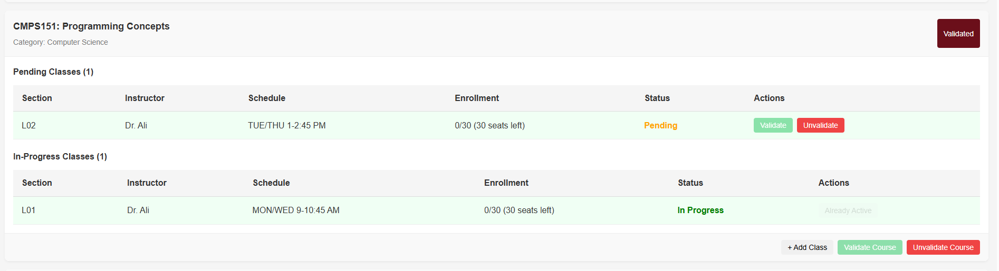 CMPS151: Programming Concepts
Category: Computer Science
Validated
Pending Classes (1)
Section Instructor Schedule Enrollment Status Actions
L02 Dr. Ali TUE/THU 1-2:45 PM 0/30 (30 seats left) Pending Validate Unvalidate
In-Progress Classes (1)
Section Instructor Schedule Enrollment Status Actions
L01 Dr. Ali MON/WED 9-10:45 AM 0/30 (30 seats left) In Progress Already Active
+ Add Class Validate Course Unvalidate Course